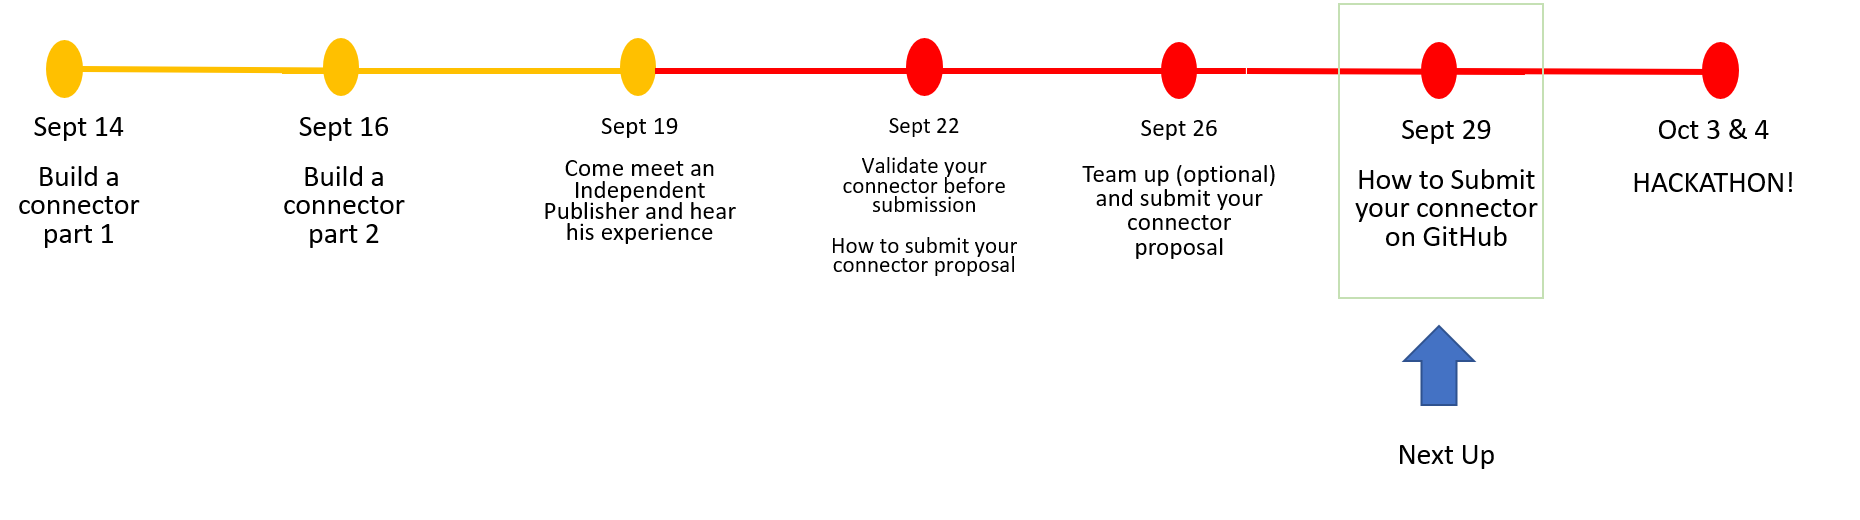 Sept 14
Build a
connector
part 1
Sept 16
Build a
connector
part 2
Sept 19
Come meet an
Independent
Publisher and hear
his experience
Sept 22
Validate your
connector before
submission
How to submit your
connector proposal
Sept 26
Team up (optional)
and submit your
connector
proposal
Sept 29
How to Submit
your connector
on GitHub
Oct 3 & 4
HACKATHON!
Next Up